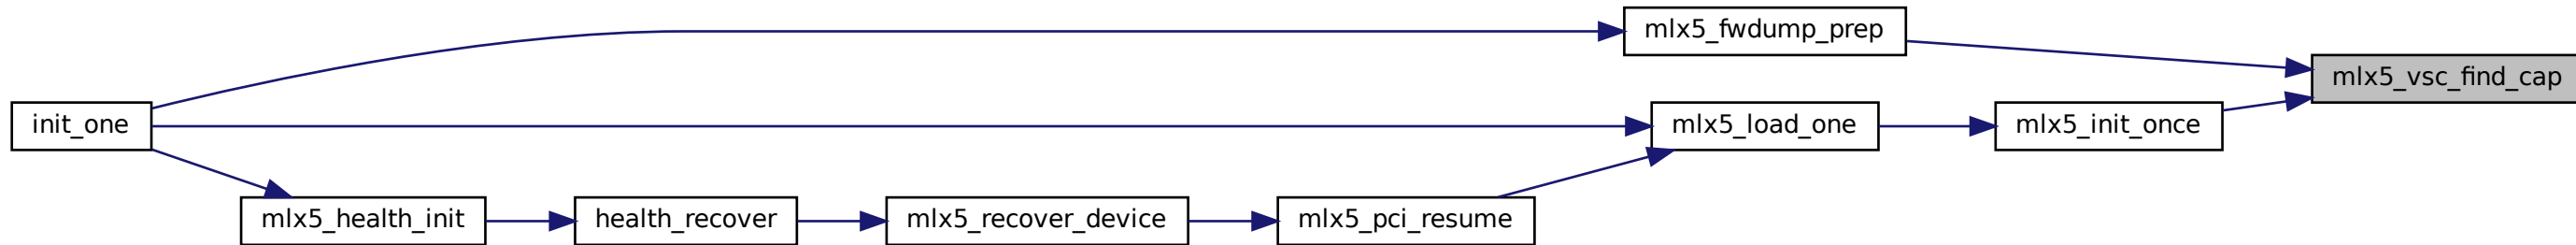 mlx5_fwdump_prep
mlx5_vsc_find_cap
init_one
mlx5_load_one
mlx5_init_once
mlx5_health_init
health_recover
mlx5_recover_device
mlx5_pci_resume